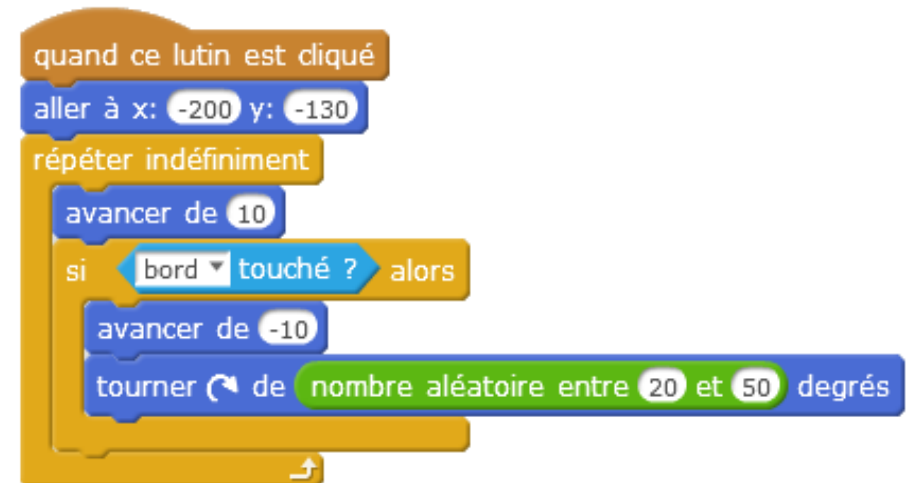 quand ce lutin est cliqué
aller à x: -200 y: -130
répéter indéfiniment
avancer de 10
si bord touché ? alors
avancer de -10
tourner de nombre aléatoire entre 20 et 50 degrés